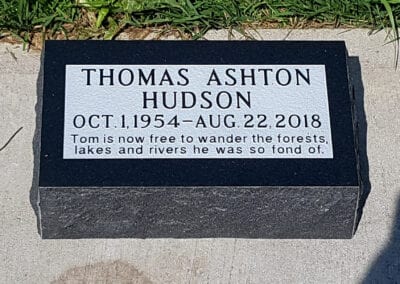 THOMAS ASHTON
HUDSON
OCT. 1, 1954–AUG. 22, 2018
Tom is now free to wander the forests,
lakes and rivers he was so fond of.